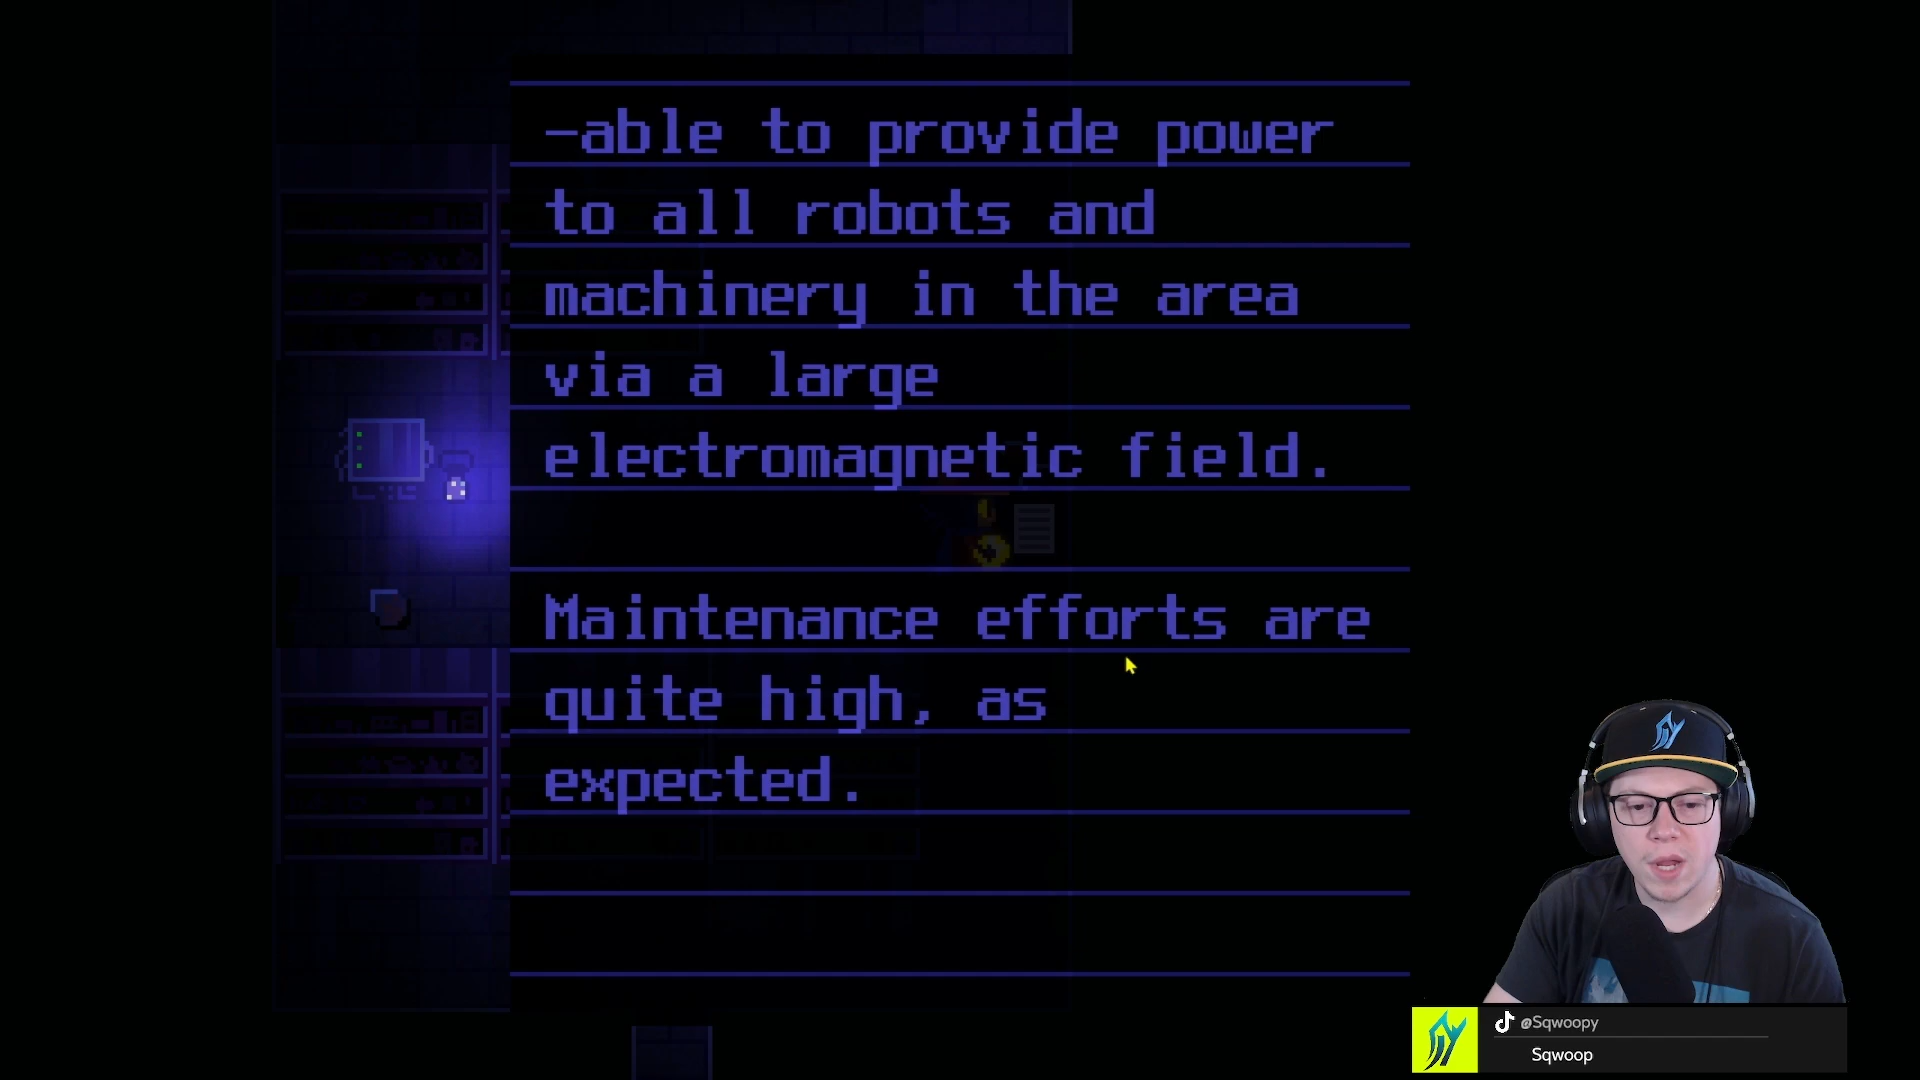 -able to provide power
to all robots and
machinery in the area
via a large
electromagnetic field.
Maintenance efforts are
quite high, as
expected.
@Sqwoopy
Sqwoop